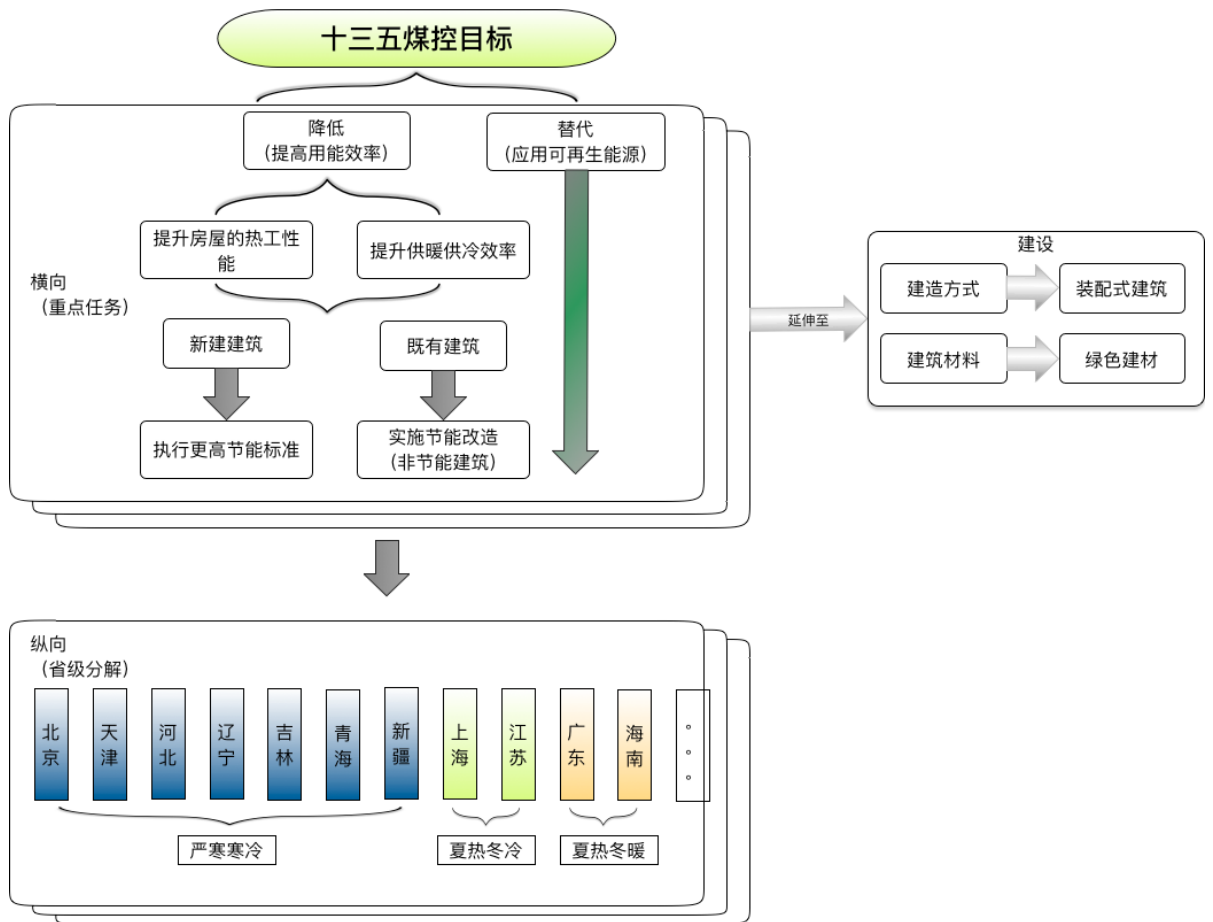 十三五煤控目标
降低
(提高用能效率)
替代
(应用可再生能源)
提升房屋的热工性
能
提升供暖供冷效率
横向
（重点任务）
新建建筑
既有建筑
执行更高节能标准
实施节能改造
(非节能建筑)
延伸至
建设
建造方式
装配式建筑
建筑材料
绿色建材
纵向
（省级分解）
北京
天津
河北
辽宁
吉林
青海
新疆
上海
江苏
广东
海南
。。。
严寒寒冷
夏热冬冷
夏热冬暖